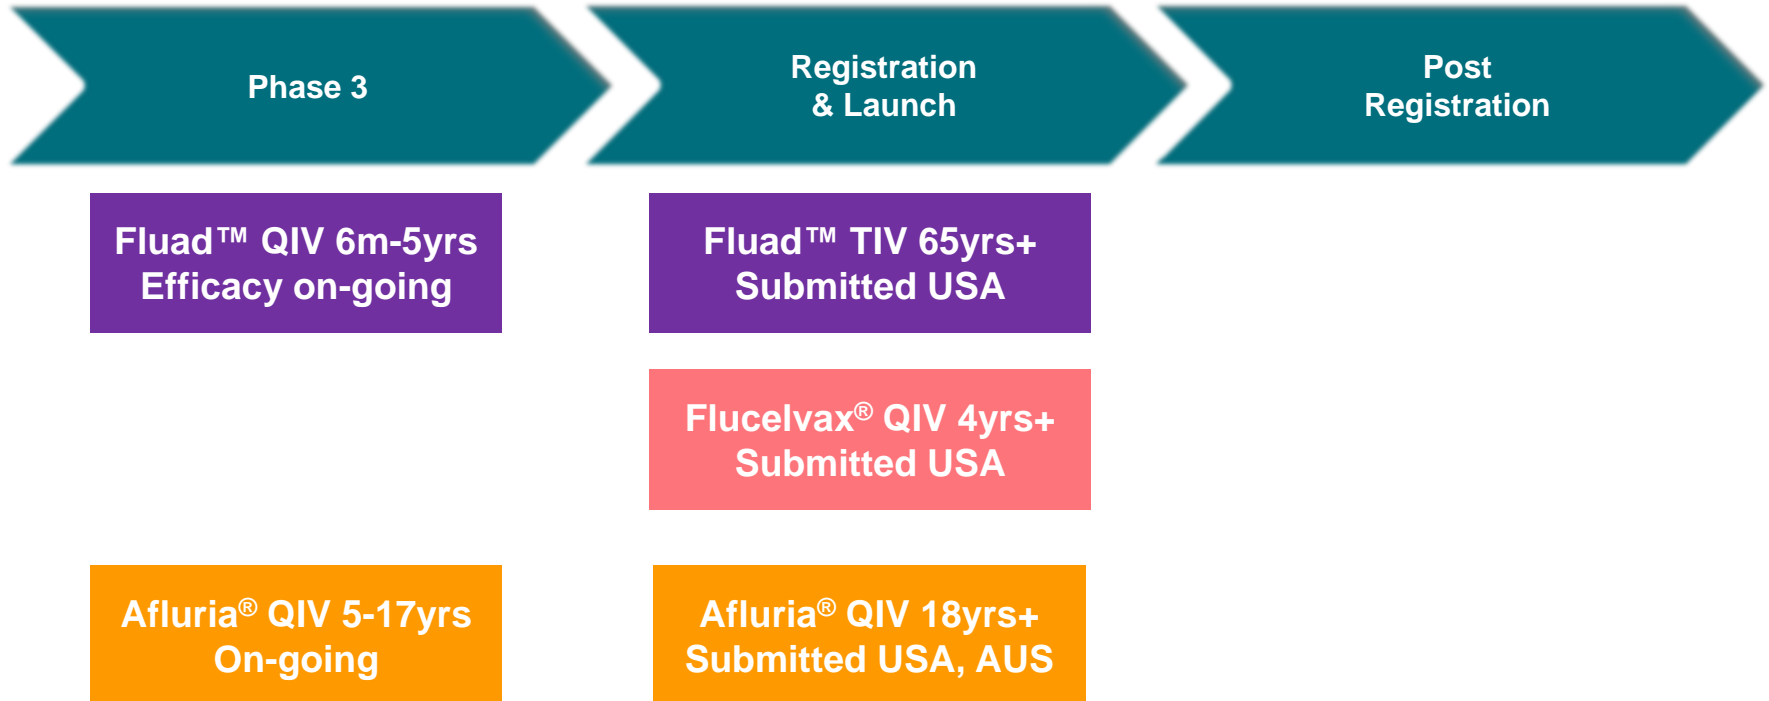 Phase 3
Registration
& Launch
Post
Registration
Fluad™ QIV 6m-5yrs
Efficacy on-going
Fluad™ TIV 65yrs+
Submitted USA
Flucelvax® QIV 4yrs+
Submitted USA
Afluria® QIV 5-17yrs
On-going
Afluria® QIV 18yrs+
Submitted USA, AUS